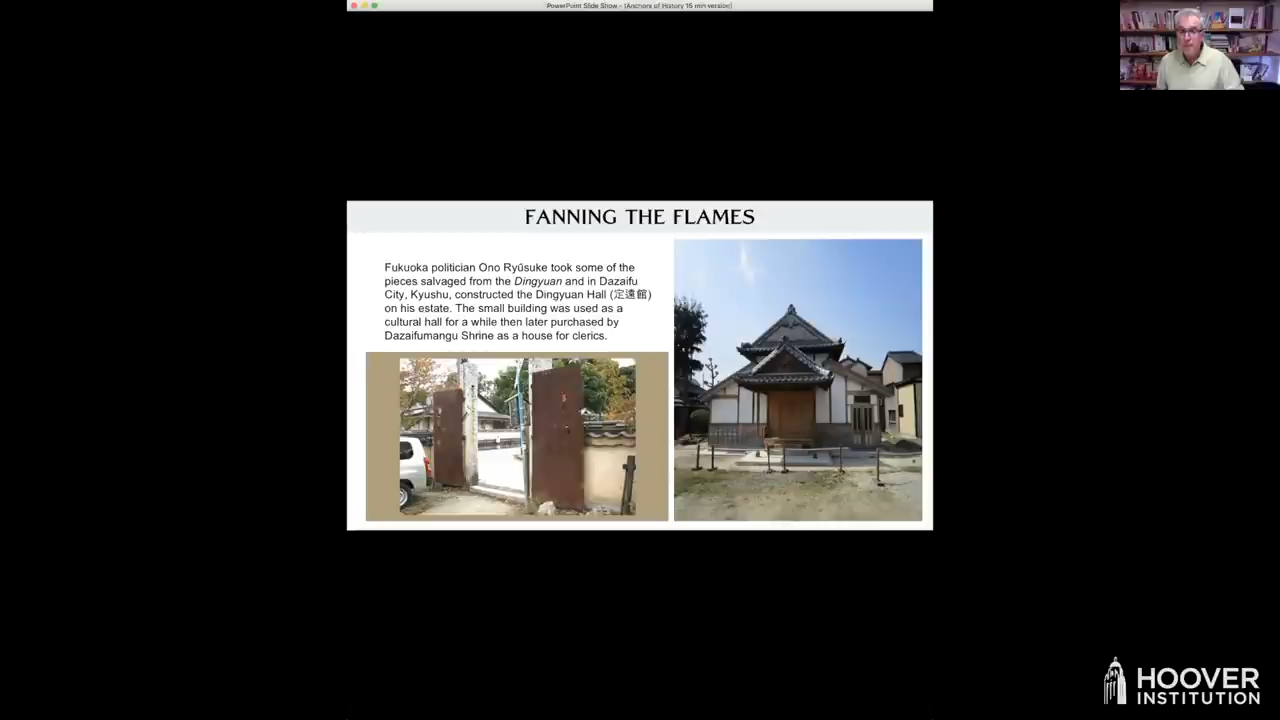 PowerPoint Slide Show - (Anchors of History 15 min version)
FANNING THE FLAMES
Fukuoka politician Ono Ryūsuke took some of the
pieces salvaged from the Dingyuan and in Dazaifu
City, Kyushu, constructed the Dingyuan Hall (定遠館)
on his estate. The small building was used as a
cultural hall for a while then later purchased by
Dazaifumangu Shrine as a house for clerics.
HOOVER
INSTITUTION